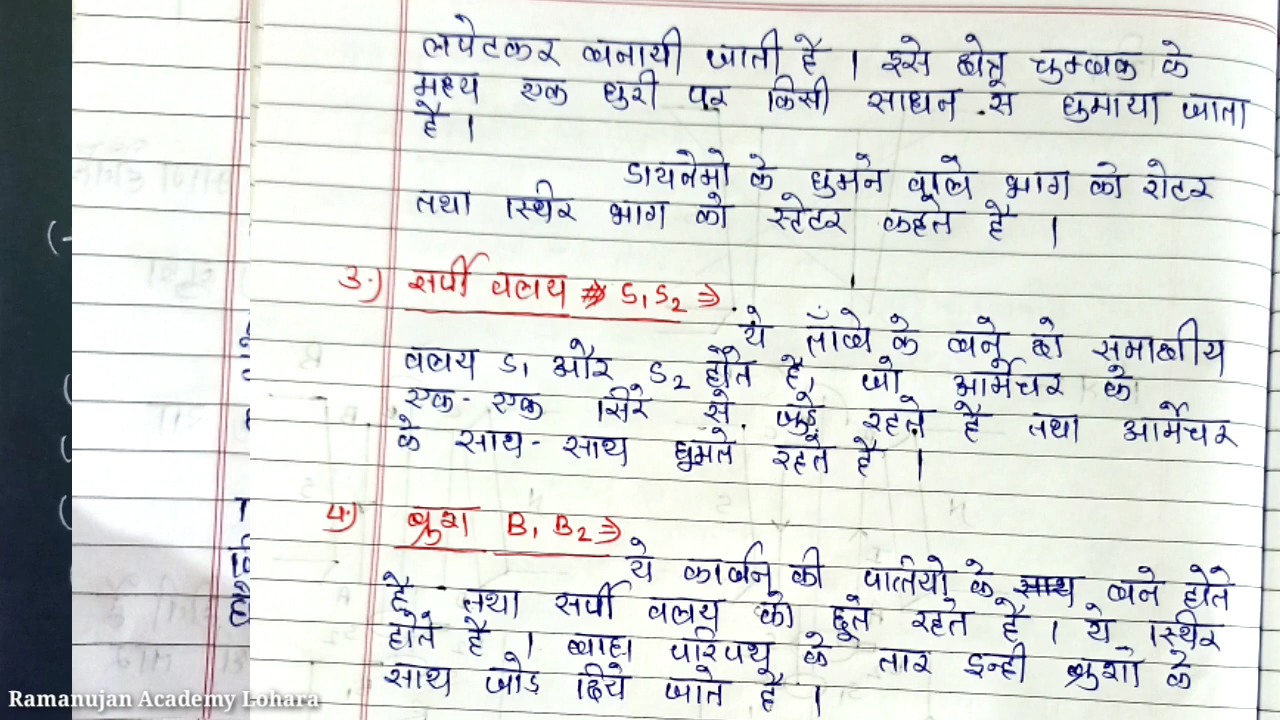 लपेटकर बनायी जाती है । इसे क्षेत्र चुम्बक के
मध्य एक धुरी पर किसी साधन से घुमाया जाता
है ।
डायनेमो के घुमने वाले भाग को रोटर
तथा स्थिर भाग को स्टेटर कहते है ।
3.) सर्पी वलय → S₁ S₂ ⇒
ये ताँबे के बने दो समाक्षीय
वलय S₁ और S₂ होते है, जो आर्मेचर के
एक-एक सिरे से जुड़े रहते है तथा आर्मेचर
के साथ-साथ घुमते रहते है ।
4.) ब्रुश B₁ B₂ ⇒
ये कार्बन की पत्तियो के साथ बने होते
है तथा सर्पी वलय को छूते रहते है । ये स्थिर
होते है । बाह्य परिपथ के तार इन्ही ब्रुशो के
साथ जोड़ दिये जाते है ।
Ramanujan Academy Lohara